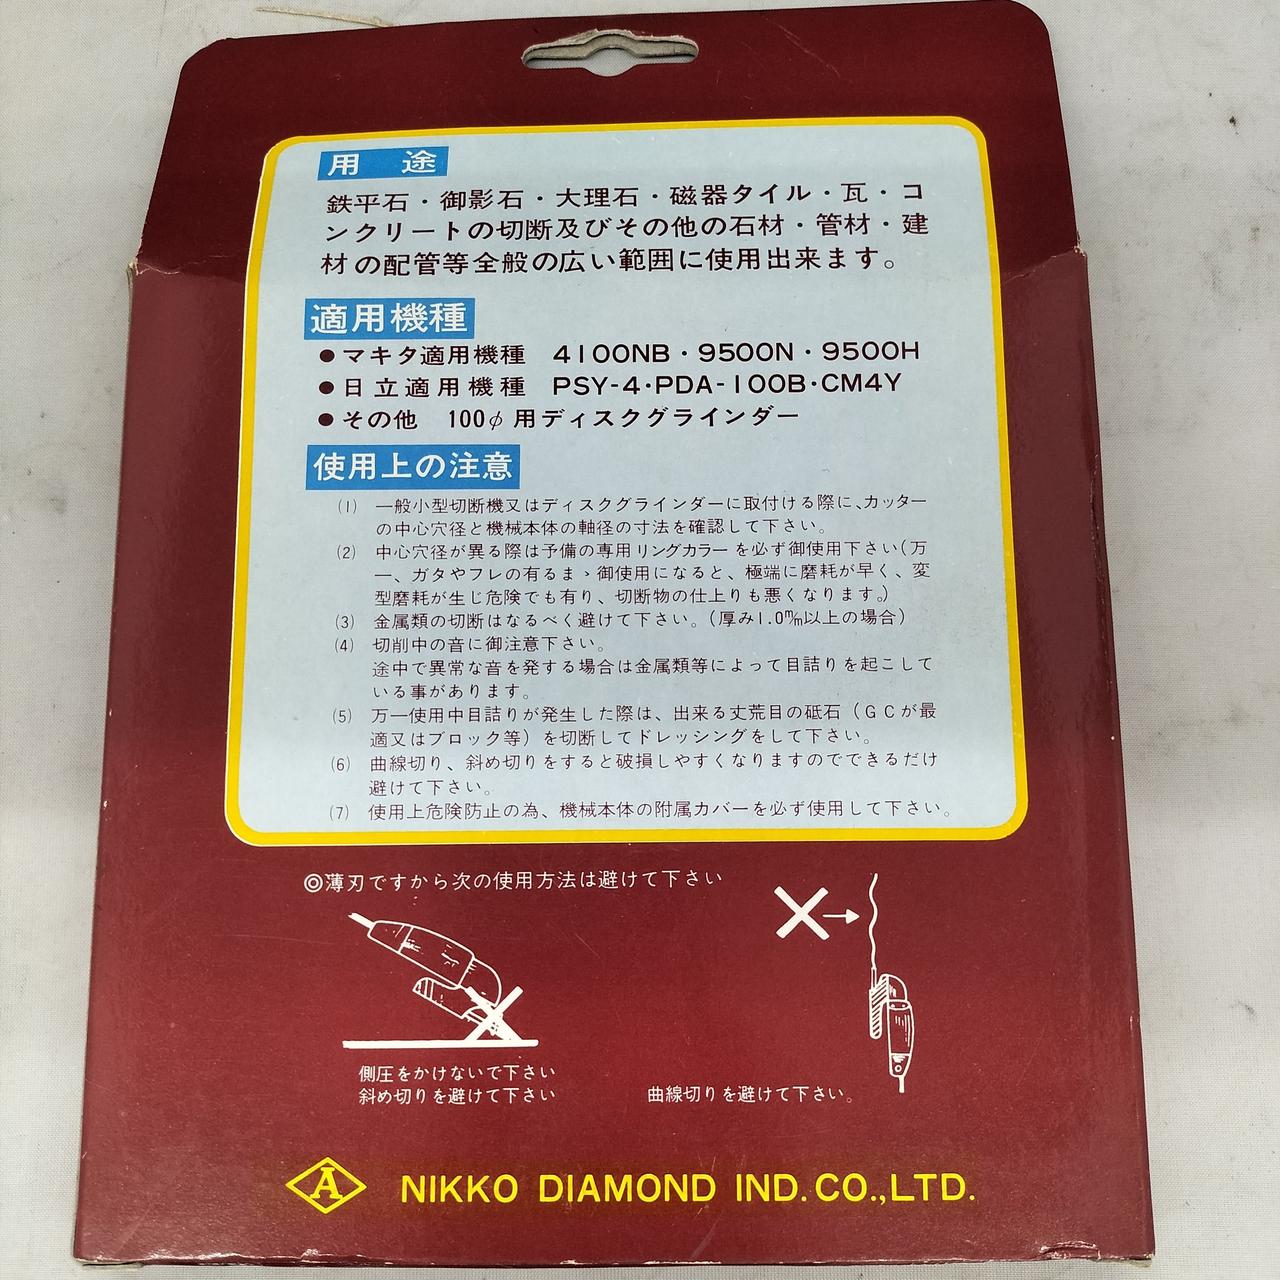 用 途
鉄平石・御影石・大理石・磁器タイル・瓦・コ
ンクリートの切断及びその他の石材・管材・建
材の配管等全般の広い範囲に使用出来ます。
適用機種
●マキタ適用機種 4100NB・9500N・9500H
●日立適用機種 PSY-4・PDA-100B・CM4Y
●その他 100φ用ディスクグラインダー
使用上の注意
(1) 一般小型切断機又はディスクグラインダーに取付ける際に、カッター
の中心穴径と機械本体の軸径の寸法を確認して下さい。
(2) 中心穴径が異る際は予備の専用リングカラーを必ず御使用下さい(万
一、ガタやフレの有るまゝ御使用になると、極端に磨耗が早く、変
型磨耗が生じ危険でも有り、切断物の仕上りも悪くなります。)
(3) 金属類の切断はなるべく避けて下さい。(厚み1.0㎜以上の場合)
(4) 切削中の音に御注意下さい。
途中で異常な音を発する場合は金属類等によって目詰りを起こして
いる事があります。
(5) 万一使用中目詰りが発生した際は、出来る丈荒目の砥石(GCが最
適又はブロック等)を切断してドレッシングをして下さい。
(6) 曲線切り、斜め切りをすると破損しやすくなりますのでできるだけ
避けて下さい。
(7) 使用上危険防止の為、機械本体の附属カバーを必ず使用して下さい。
◎薄刃ですから次の使用方法は避けて下さい
側圧をかけないで下さい
斜め切りを避けて下さい
曲線切りを避けて下さい。
A NIKKO DIAMOND IND. CO.,LTD.